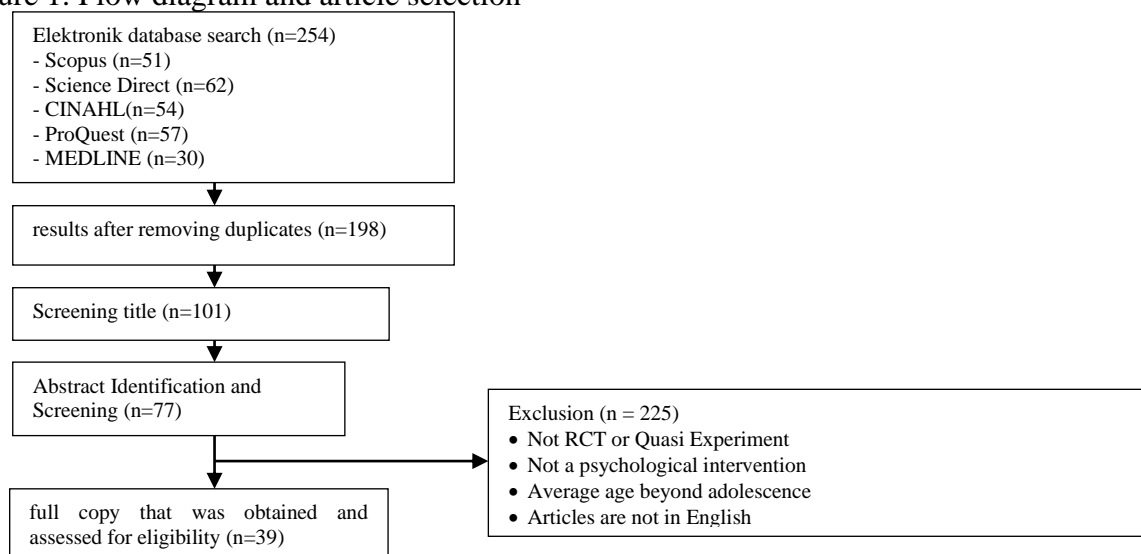 ure 1. Flow diagram and article selection
Elektronik database search (n=254)
- Scopus (n=51)
- Science Direct (n=62)
- CINAHL(n=54)
- ProQuest (n=57)
- MEDLINE (n=30)
results after removing duplicates (n=198)
Screening title (n=101)
Abstract Identification and
Screening (n=77)
Exclusion (n = 225)
• Not RCT or Quasi Experiment
• Not a psychological intervention
• Average age beyond adolescence
• Articles are not in English
full copy that was obtained and
assessed for eligibility (n=39)